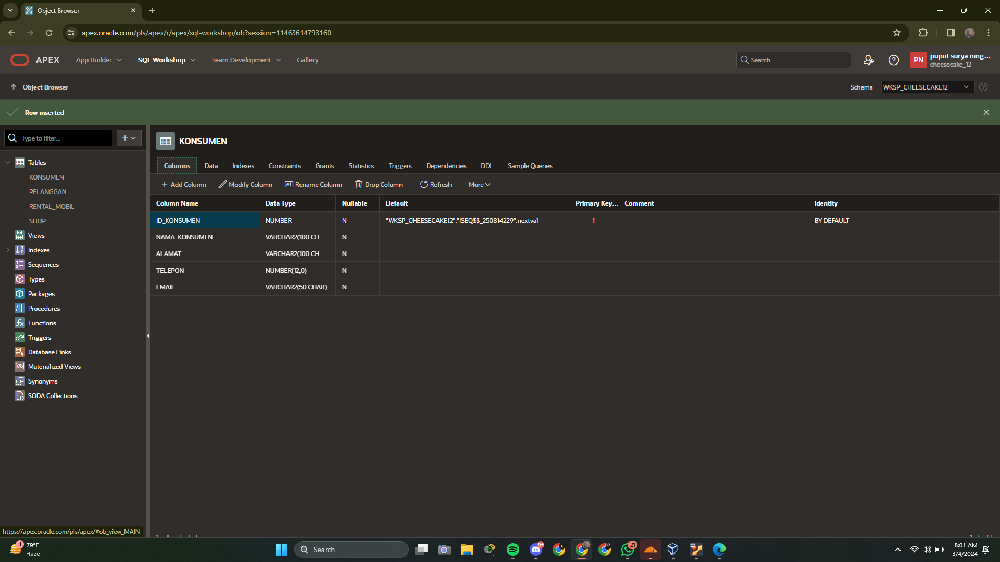 Object Browser
apex.oracle.com/pls/apex/r/apex/sql-workshop/ob?session=11463614793160
APEX App Builder SQL Workshop Team Development Gallery Search PN puput surya ning...
cheesecake_12
Object Browser Schema WKSP_CHEESECAKE12
Row inserted
Type to filter...
KONSUMEN
Columns Data Indexes Constraints Grants Statistics Triggers Dependencies DDL Sample Queries
Add Column Modify Column Rename Column Drop Column Refresh More
Column Name Data Type Nullable Default Primary Key... Comment Identity
ID_KONSUMEN NUMBER N "WKSP_CHEESECAKE12"."ISEQ$$_250814229".nextval 1 BY DEFAULT
NAMA_KONSUMEN VARCHAR2(100 CH... N
ALAMAT VARCHAR2(100 CH... N
TELEPON NUMBER(12,0) N
EMAIL VARCHAR2(50 CHAR) N
Tables
KONSUMEN
PELANGGAN
RENTAL_MOBIL
SHOP
Views
Indexes
Sequences
Types
Packages
Procedures
Functions
Triggers
Database Links
Materialized Views
Synonyms
SODA Collections
https://apex.oracle.com/pls/apex/#ob_view_MAIN
1
79°F
Haze
Search
9+
21
8:01 AM
3/4/2024